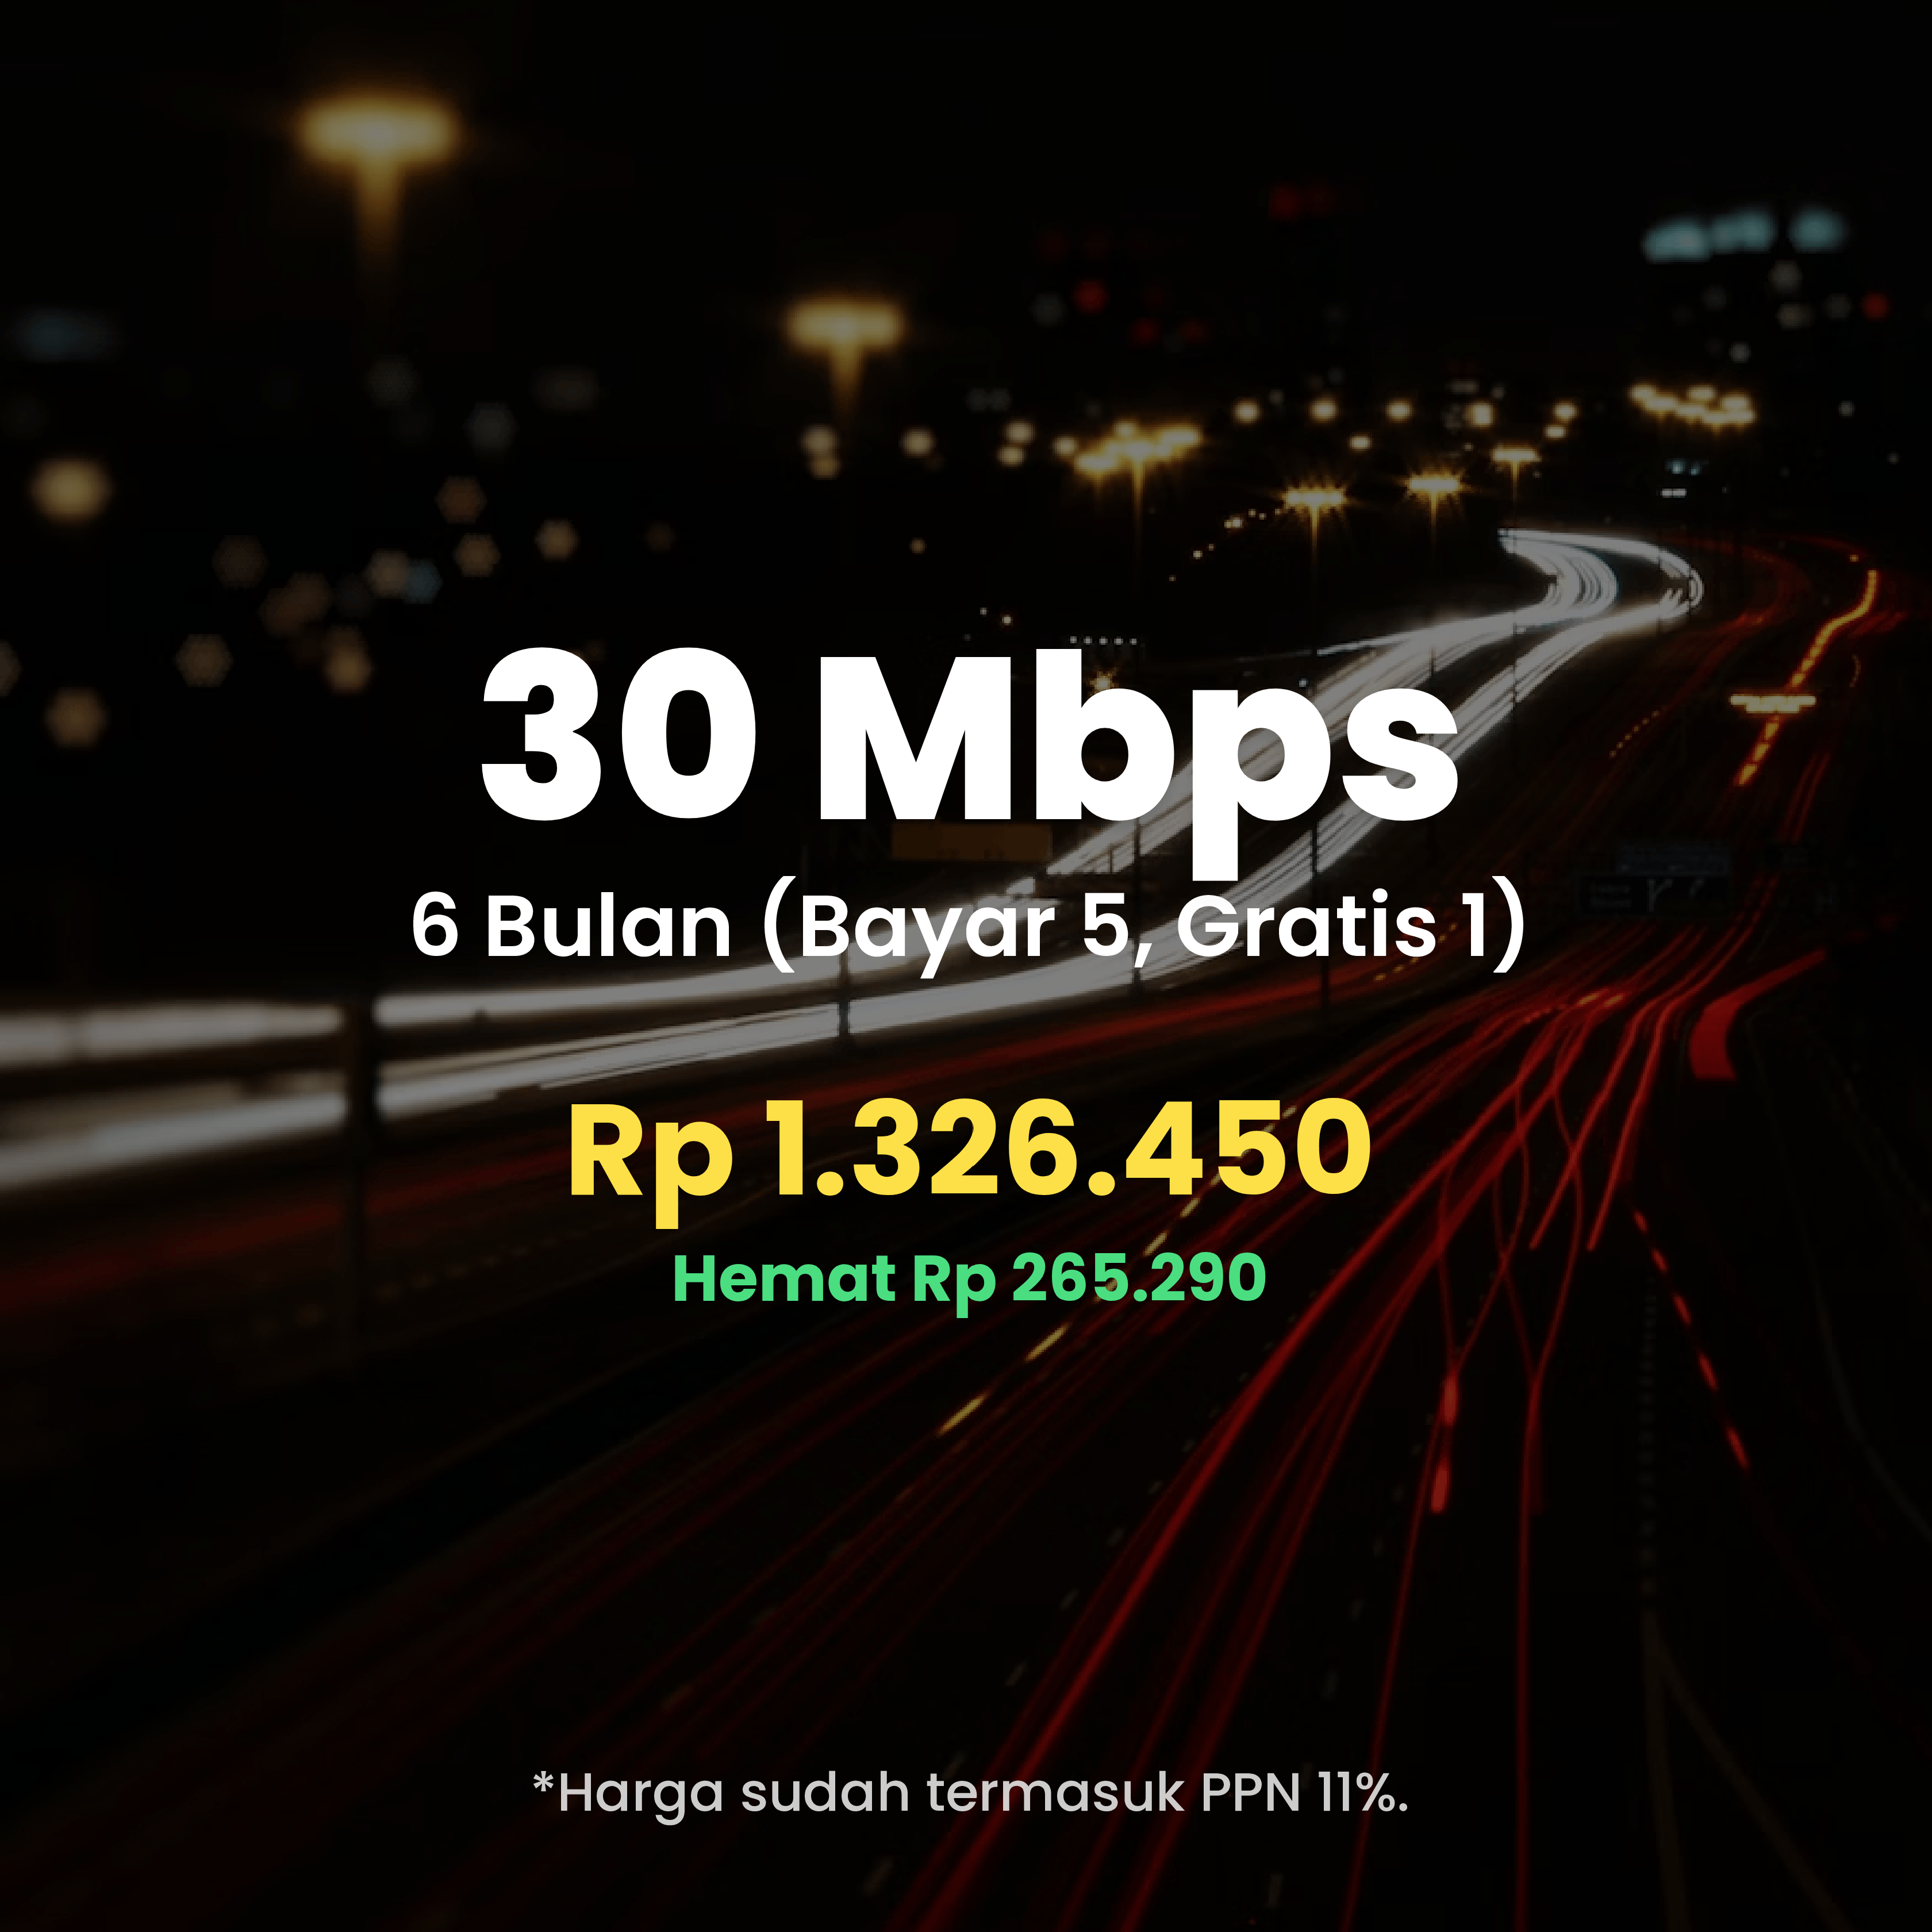 30 Mbps
6 Bulan (Bayar 5, Gratis 1)
Rp 1.326.450
Hemat Rp 265.290
*Harga sudah termasuk PPN 11%.